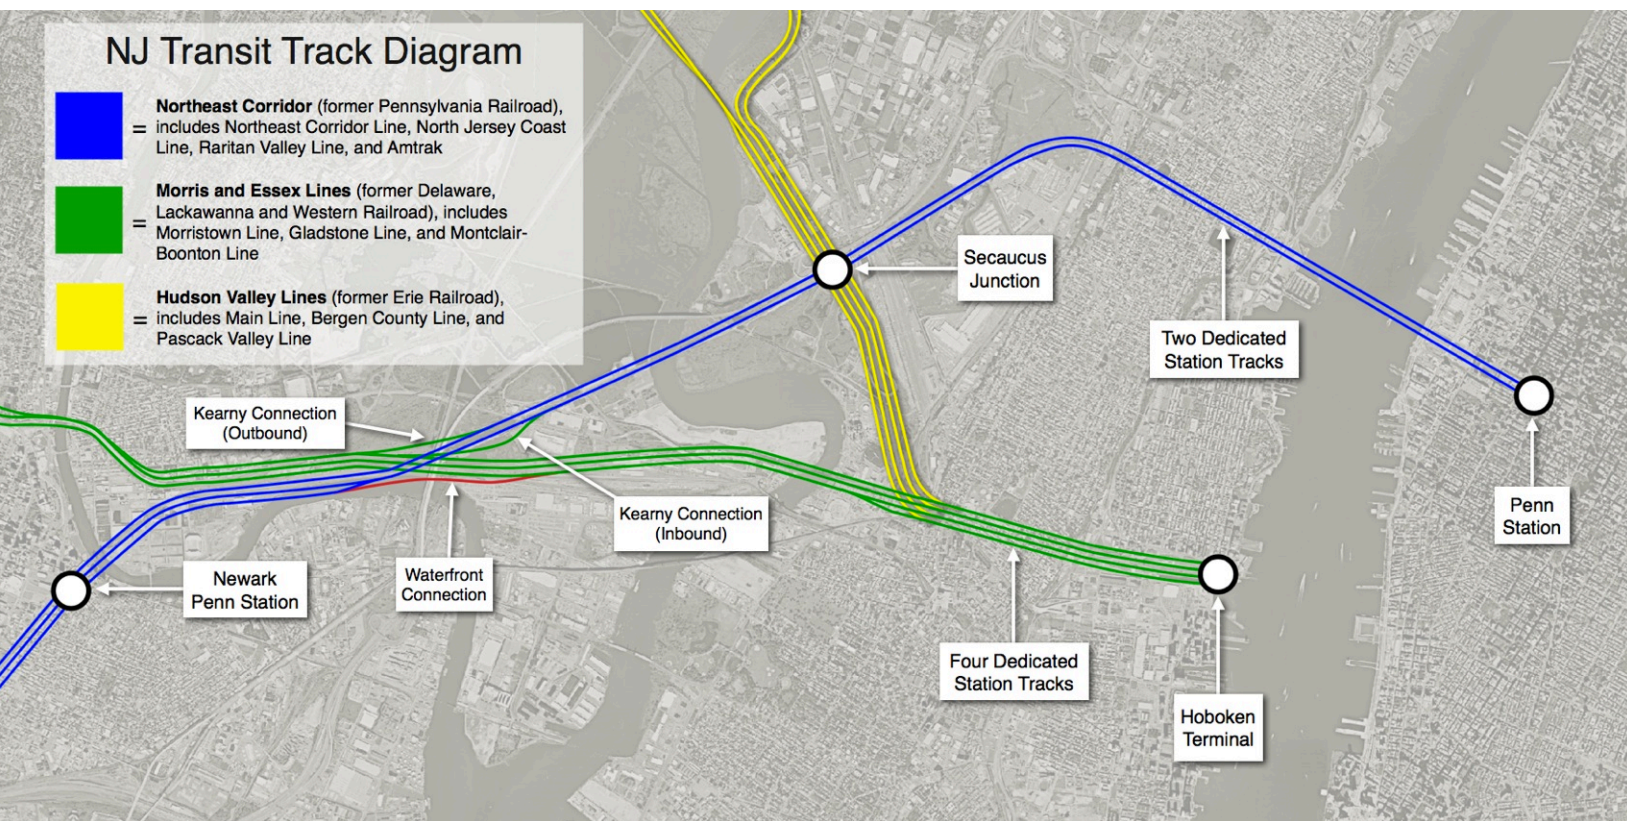 NJ Transit Track Diagram
Northeast Corridor (former Pennsylvania Railroad),
= includes Northeast Corridor Line, North Jersey Coast
Line, Raritan Valley Line, and Amtrak
Morris and Essex Lines (former Delaware,
Lackawanna and Western Railroad), includes
= Morristown Line, Gladstone Line, and Montclair-
Boonton Line
Hudson Valley Lines (former Erie Railroad),
= includes Main Line, Bergen County Line, and
Pascack Valley Line
Secaucus
Junction
Two Dedicated
Station Tracks
Kearny Connection
(Outbound)
Penn
Station
Kearny Connection
(Inbound)
Newark
Penn Station
Waterfront
Connection
Four Dedicated
Station Tracks
Hoboken
Terminal